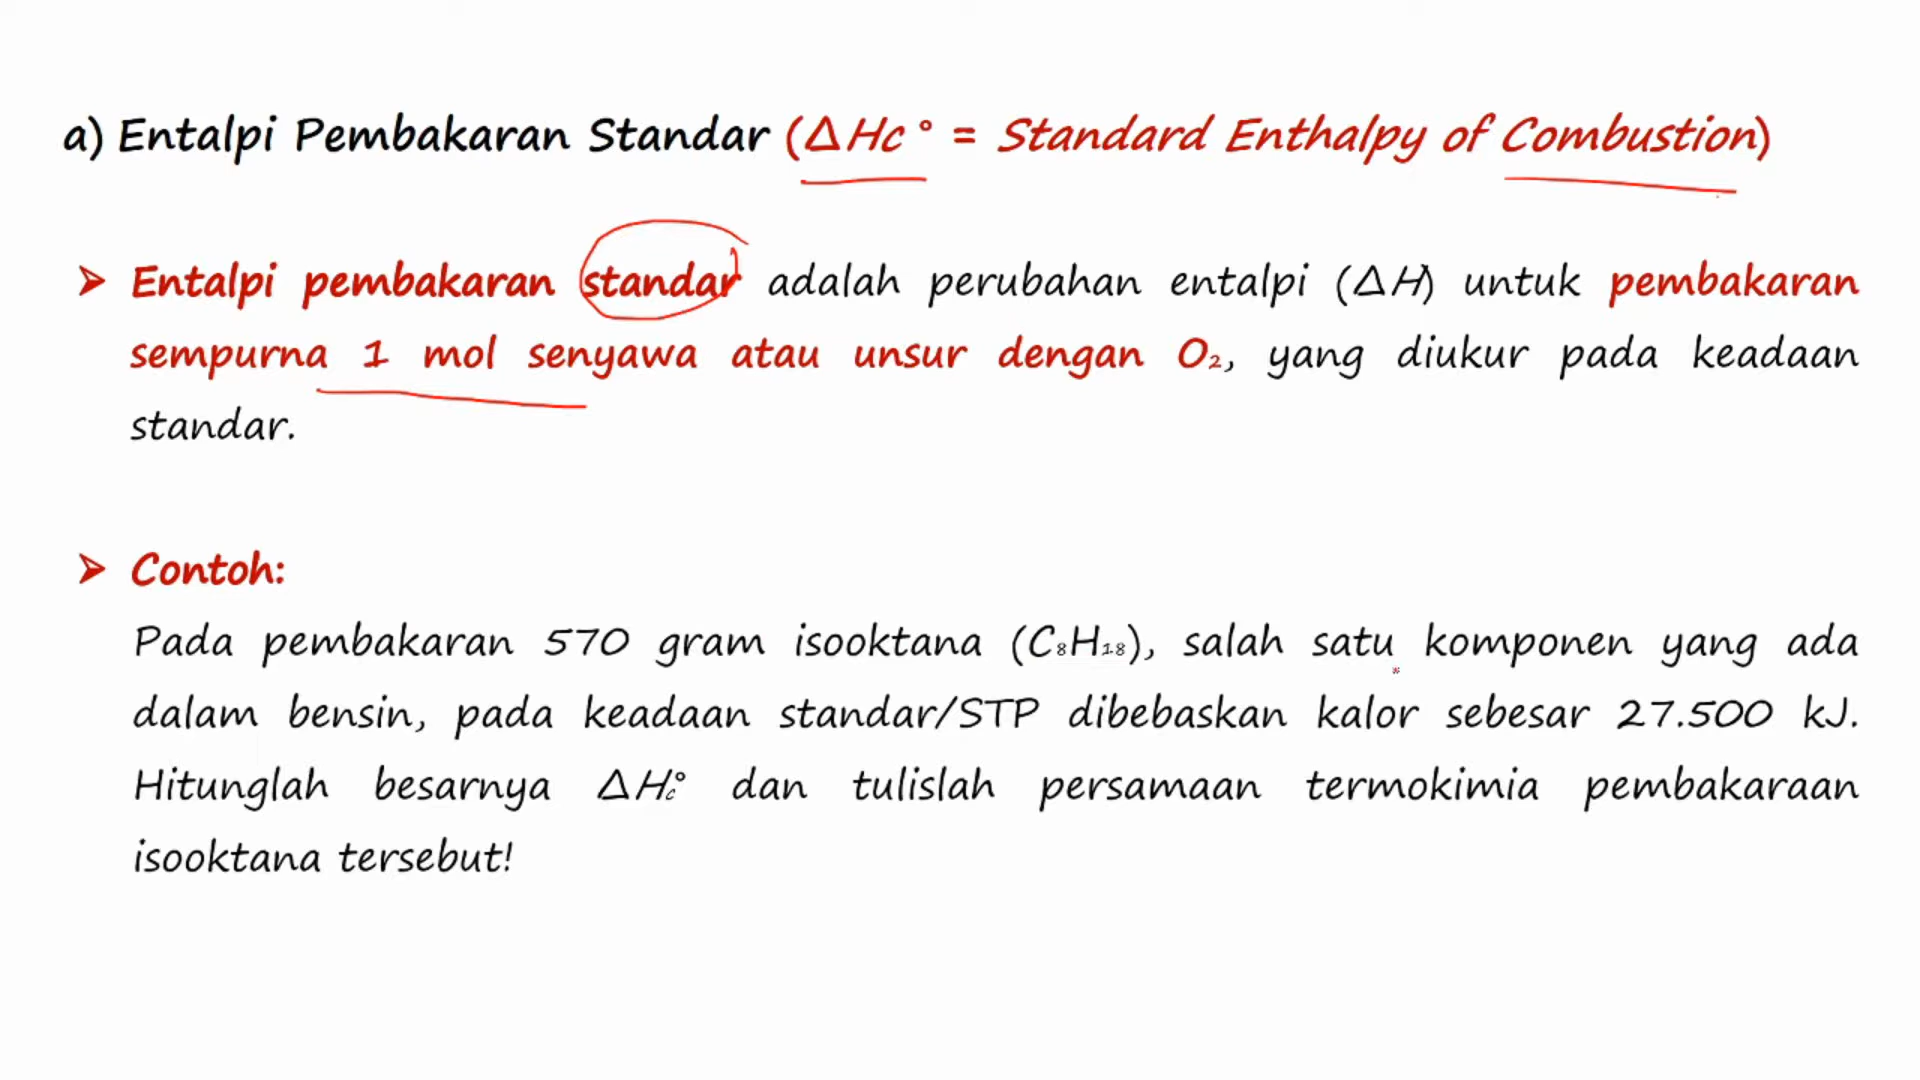 a) Entalpi Pembakaran Standar (ΔHc° = Standard Enthalpy of Combustion)
➢ Entalpi pembakaran standar adalah perubahan entalpi (ΔH) untuk pembakaran
sempurna 1 mol senyawa atau unsur dengan O₂, yang diukur pada keadaan
standar.
➢ Contoh:
Pada pembakaran 570 gram isooktana (C₈H₁₈), salah satu komponen yang ada
dalam bensin, pada keadaan standar/STP dibebaskan kalor sebesar 27.500 kJ.
Hitunglah besarnya ΔHc° dan tulislah persamaan termokimia pembakaraan
isooktana tersebut!